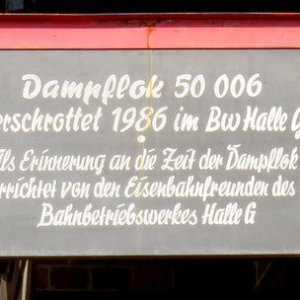 Dampflok 50 006
erschrottet 1986 im Bw Halle G
Als Erinnerung an die Zeit der Dampflok
rrichtet von den Eisenbahnfreunden des
Bahnbetriebswerkes Halle G